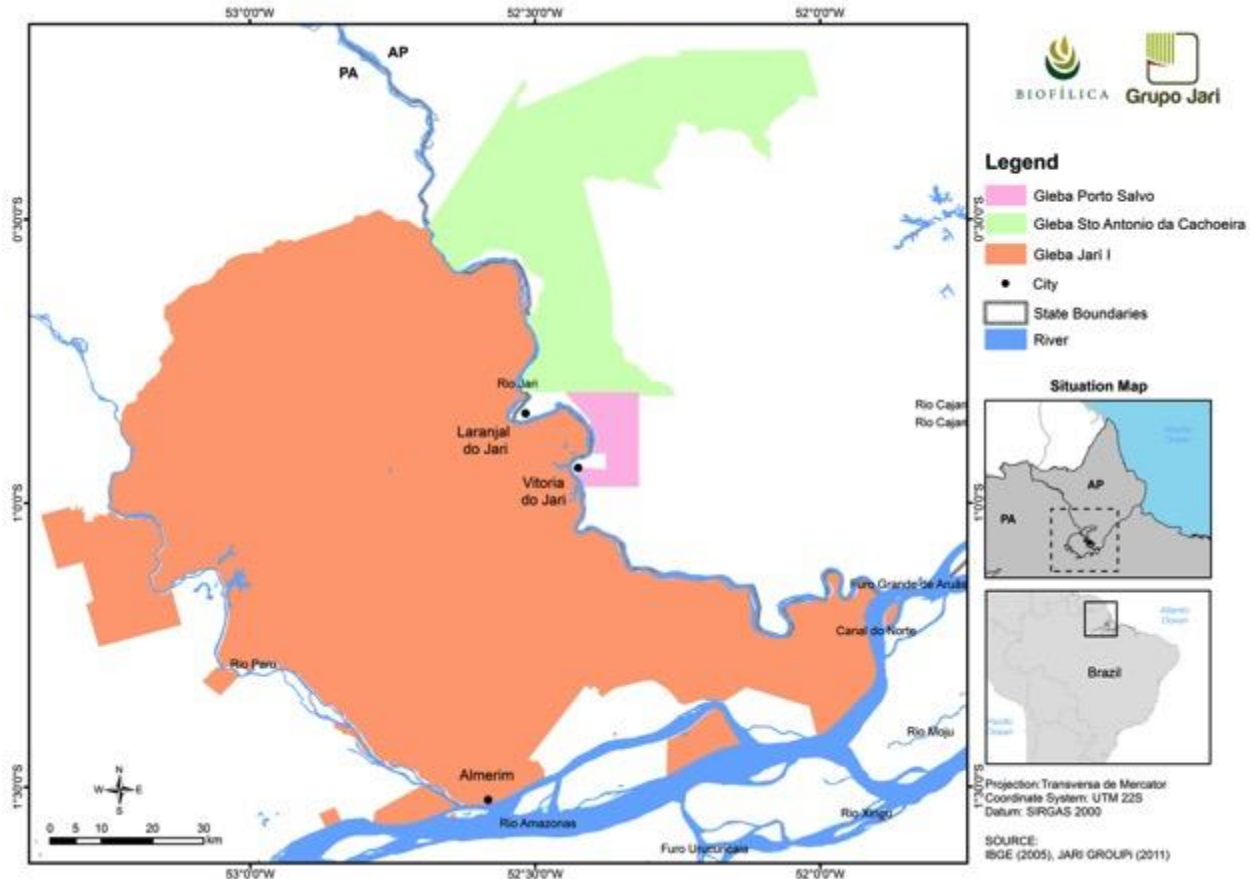 53°0'0"W
52°30'0"W
52°0'0"W
AP
PA
0°30'0"S
0°30'0"S
Rio Jari
Laranjal
do Jari
Vitoria
do Jari
Rio Cajari
Rio Cajari
1°0'0"S
1°0'0"S
Furo Grande de Aruãs
Canal do Norte
Rio Peru
Rio Moju
Almerim
1°30'0"S
1°30'0"S
Rio Amazonas
Rio Xingu
Furo Urucuricaia
N
W
E
S
0 5 10 20 30
km
53°0'0"W
52°30'0"W
52°0'0"W
BIOFÍLICA
Grupo Jari
Legend
Gleba Porto Salvo
Gleba Sto Antonio da Cachoeira
Gleba Jari I
City
State Boundaries
River
Situation Map
Atlantic
Ocean
AP
PA
Atlantic
Ocean
Brazil
Pacific
Ocean
Projection:Transversa de Mercator
Coordinate System: UTM 22S
Datum: SIRGAS 2000
SOURCE:
IBGE (2005), JARI GROUPi (2011)